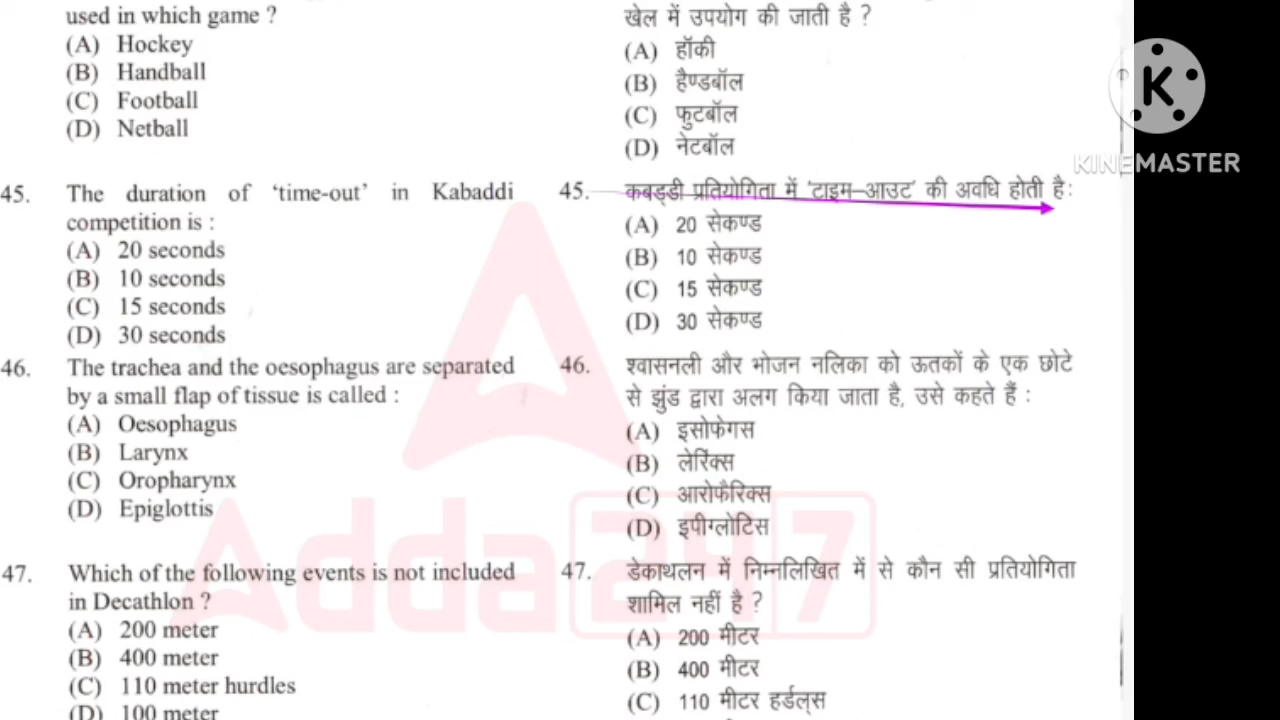 used in which game ?
(A) Hockey
(B) Handball
(C) Football
(D) Netball
45. The duration of ‘time-out’ in Kabaddi
competition is :
(A) 20 seconds
(B) 10 seconds
(C) 15 seconds
(D) 30 seconds
46. The trachea and the oesophagus are separated
by a small flap of tissue is called :
(A) Oesophagus
(B) Larynx
(C) Oropharynx
(D) Epiglottis
47. Which of the following events is not included
in Decathlon ?
(A) 200 meter
(B) 400 meter
(C) 110 meter hurdles
(D) 100 meter
खेल में उपयोग की जाती है ?
(A) हॉकी
(B) हैण्डबॉल
(C) फुटबॉल
(D) नेटबॉल
45. कबड्डी प्रतियोगिता में ‘टाइम–आउट’ की अवधि होती है:
(A) 20 सेकण्ड
(B) 10 सेकण्ड
(C) 15 सेकण्ड
(D) 30 सेकण्ड
46. श्वासनली और भोजन नलिका को ऊतकों के एक छोटे
से झुंड द्वारा अलग किया जाता है, उसे कहते हैं :
(A) इसोफेगस
(B) लेरिंक्स
(C) आरोफैरिक्स
(D) इपीग्लोटिस
47. डेकाथलन में निम्नलिखित में से कौन सी प्रतियोगिता
शामिल नहीं है ?
(A) 200 मीटर
(B) 400 मीटर
(C) 110 मीटर हर्डल्स
Adda247
K
KINEMASTER